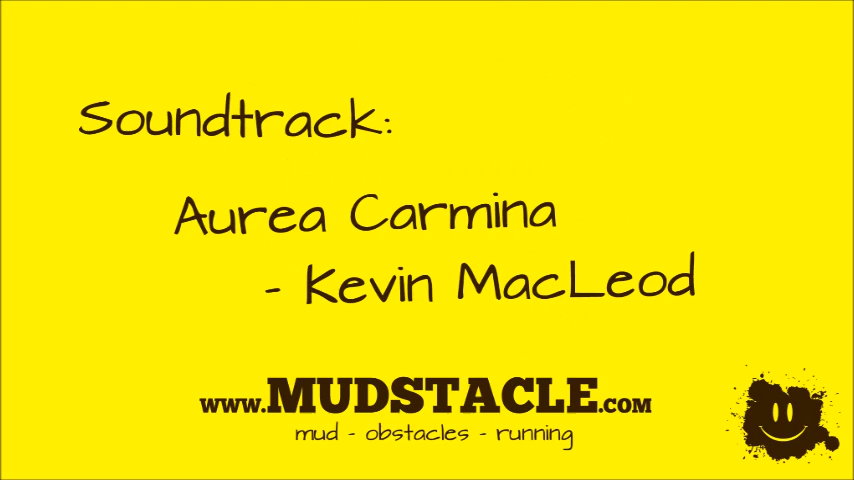 Soundtrack:
Aurea Carmina
- Kevin MacLeod
www.MUDSTACLE.com
mud - obstacles - running